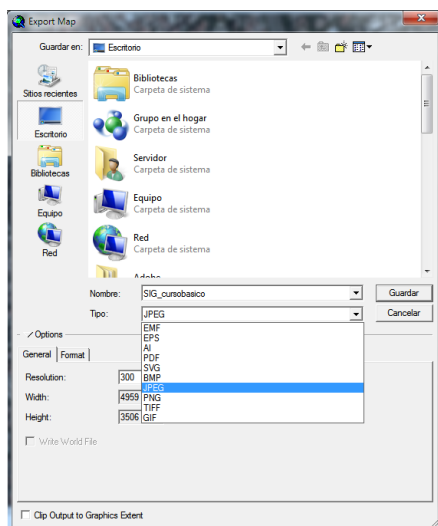 Export Map
Guardar en:
Escritorio
Sitios recientes
Escritorio
Bibliotecas
Equipo
Red
Bibliotecas
Carpeta de sistema
Grupo en el hogar
Carpeta de sistema
Servidor
Carpeta de sistema
Equipo
Carpeta de sistema
Red
Carpeta de sistema
Adobe
Nombre:
SIG_cursobasico
Guardar
Tipo:
JPEG
Cancelar
EMF
EPS
AI
PDF
SVG
BMP
JPEG
PNG
TIFF
GIF
Options
General Format
Resolution:
300
Width:
4959
Height:
3506
Write World File
Clip Output to Graphics Extent